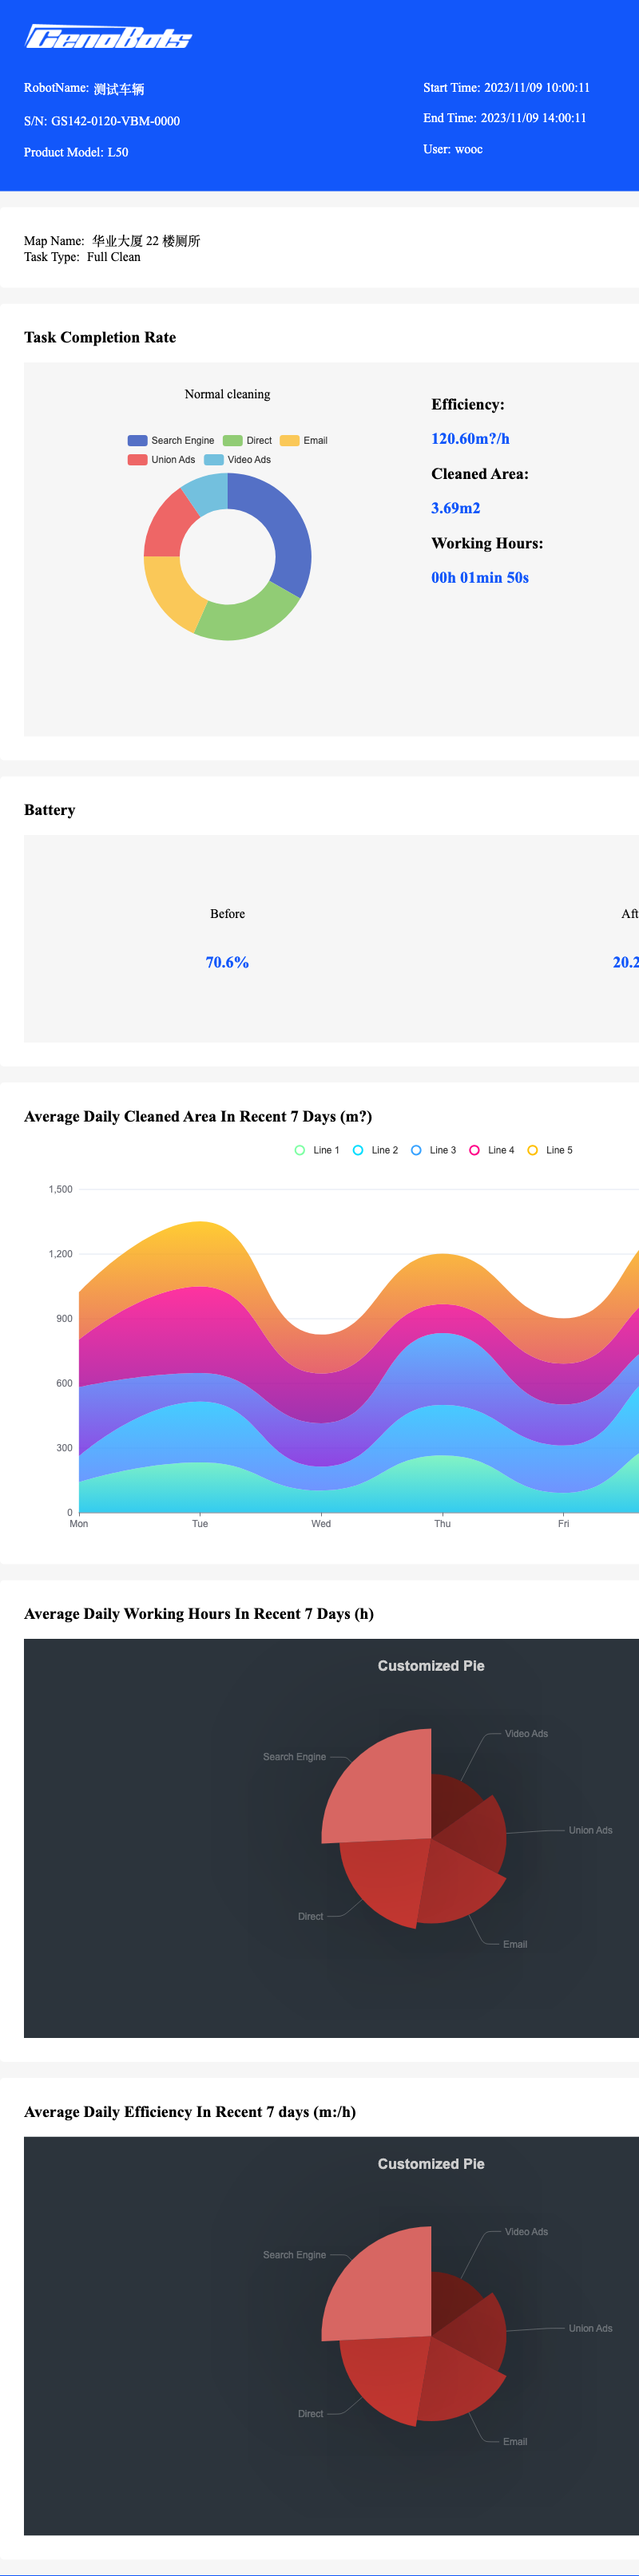 GenoBots
RobotName: 测试车辆
Start Time: 2023/11/09 10:00:11
S/N: GS142-0120-VBM-0000
End Time: 2023/11/09 14:00:11
Product Model: L50
User: wooc
Map Name: 华业大厦 22 楼厕所
Task Type: Full Clean
Task Completion Rate
Normal cleaning
Search Engine Direct Email
Union Ads Video Ads
Efficiency:
120.60m?/h
Cleaned Area:
3.69m2
Working Hours:
00h 01min 50s
Battery
Before
Aft
70.6%
20.2
Average Daily Cleaned Area In Recent 7 Days (m?)
Line 1 Line 2 Line 3 Line 4 Line 5
1,500
1,200
900
600
300
0
Mon Tue Wed Thu Fri
Average Daily Working Hours In Recent 7 Days (h)
Customized Pie
Video Ads
Search Engine
Union Ads
Direct
Email
Average Daily Efficiency In Recent 7 days (m:/h)
Customized Pie
Video Ads
Search Engine
Union Ads
Direct
Email